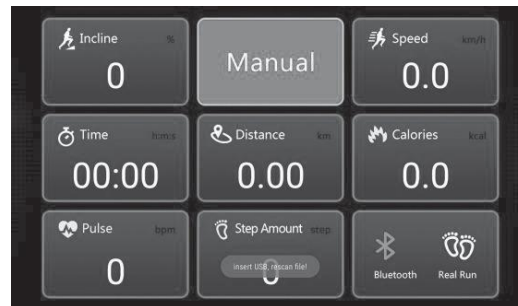 Incline %
0
Manual
Speed km/h
0.0
Time h:m:s
00:00
Distance km
0.00
Calories kcal
0.0
Pulse bpm
0
Step Amount step
0
insert USB, rescan file!
Bluetooth
Real Run